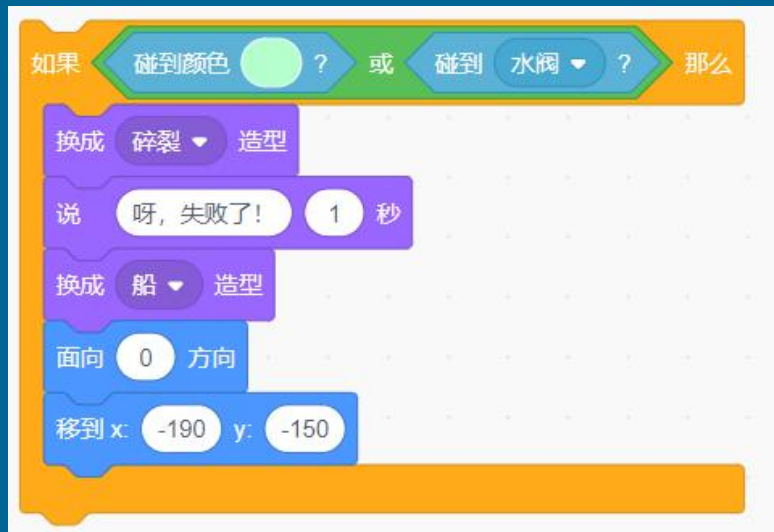 如果 碰到颜色 ? 或 碰到 水阀 ? 那么
换成 碎裂 造型
说 呀，失败了! 1 秒
换成 船 造型
面向 0 方向
移到 x: -190 y: -150